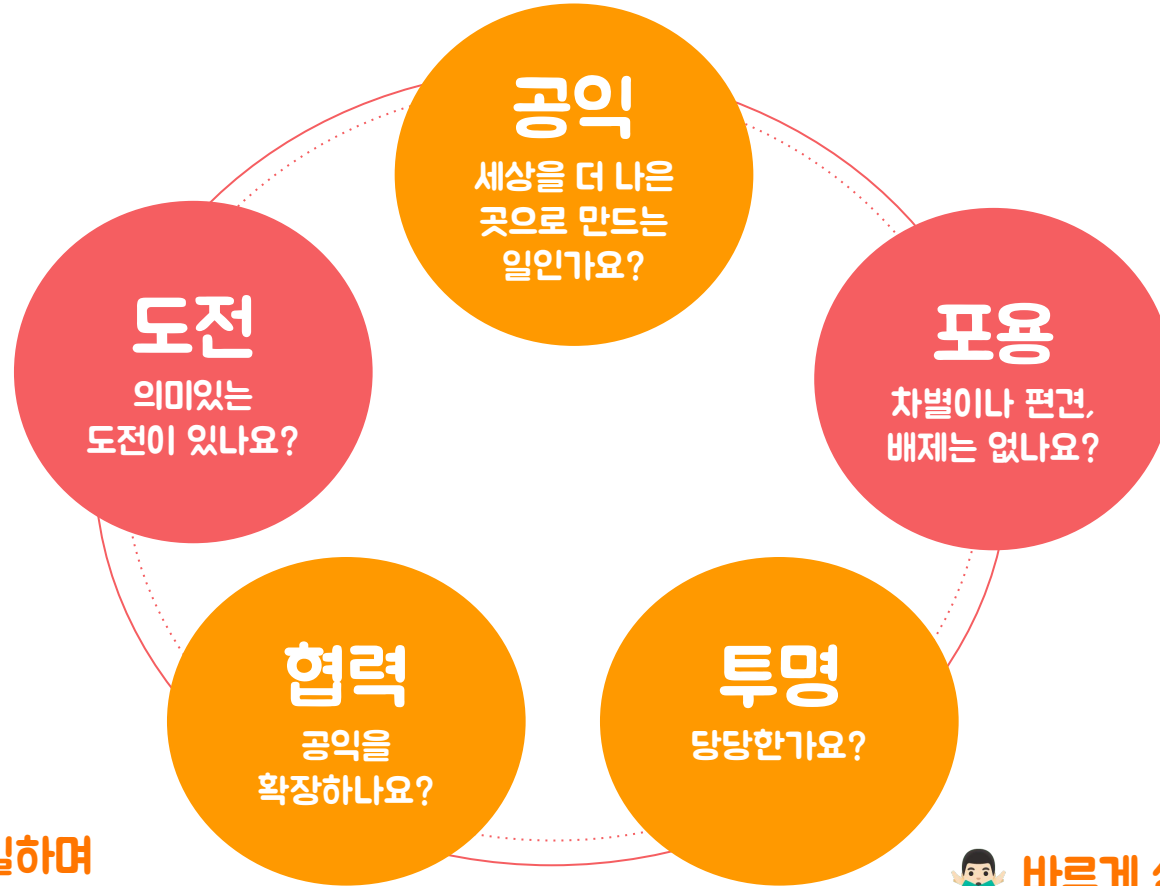 공익
세상을 더 나은
곳으로 만드는
일인가요?
도전
의미있는
도전이 있나요?
포용
차별이나 편견,
배제는 없나요?
협력
공익을
확장하나요?
투명
당당한가요?
하며
바르게